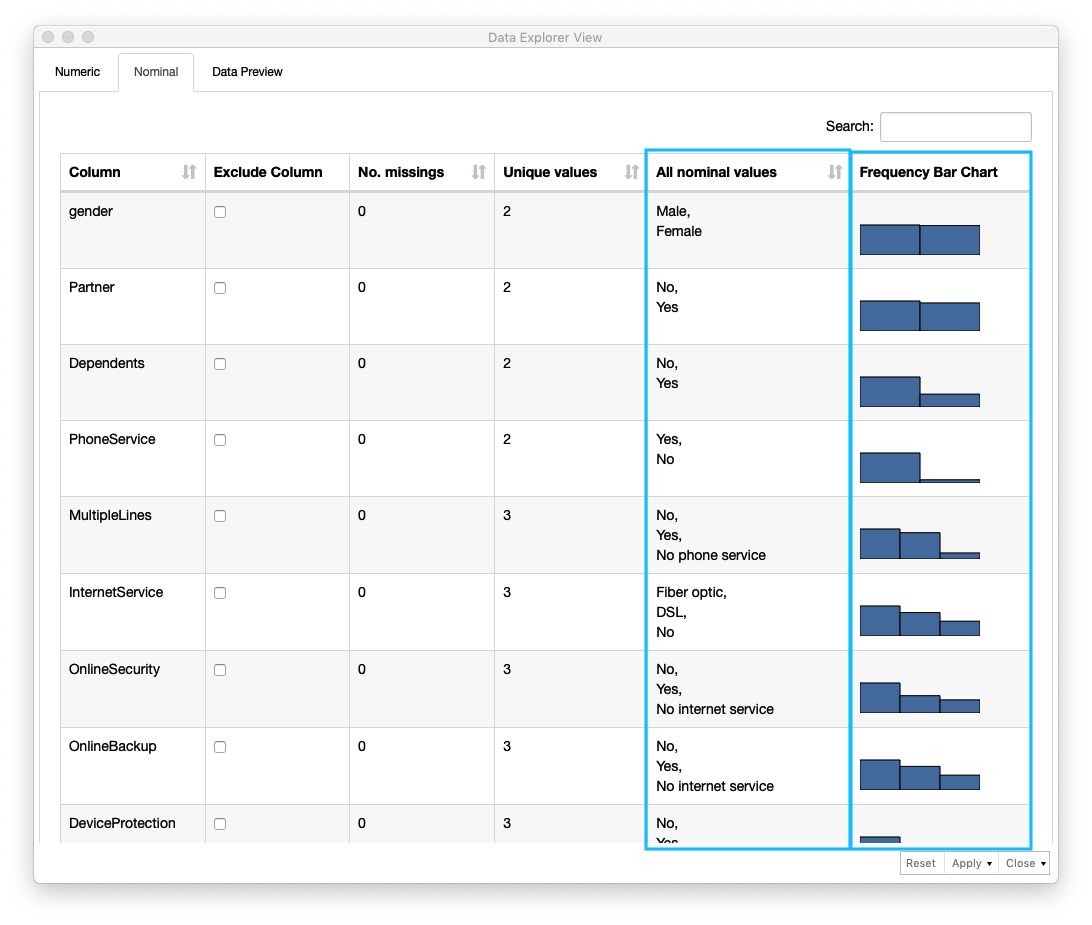 Data Explorer View
Numeric Nominal Data Preview
Search:
Column Exclude Column No. missings Unique values All nominal values Frequency Bar Chart
gender 0 2 Male,
Female
Partner 0 2 No,
Yes
Dependents 0 2 No,
Yes
PhoneService 0 2 Yes,
No
MultipleLines 0 3 No,
Yes,
No phone service
InternetService 0 3 Fiber optic,
DSL,
No
OnlineSecurity 0 3 No,
Yes,
No internet service
OnlineBackup 0 3 No,
Yes,
No internet service
DeviceProtection 0 3 No,
Yes
Reset Apply Close